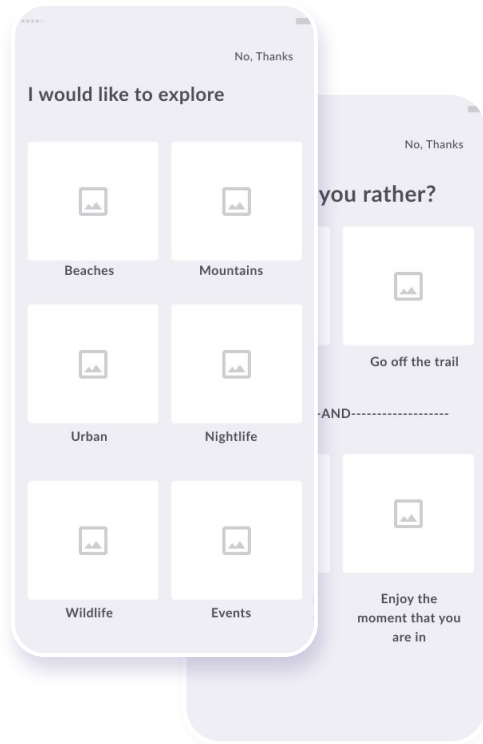 No, Thanks
I would like to explore
Beaches
Mountains
Urban
Nightlife
Wildlife
Events
No, Thanks
you rather?
Go off the trail
-AND-------------------
Enjoy the
moment that you
are in